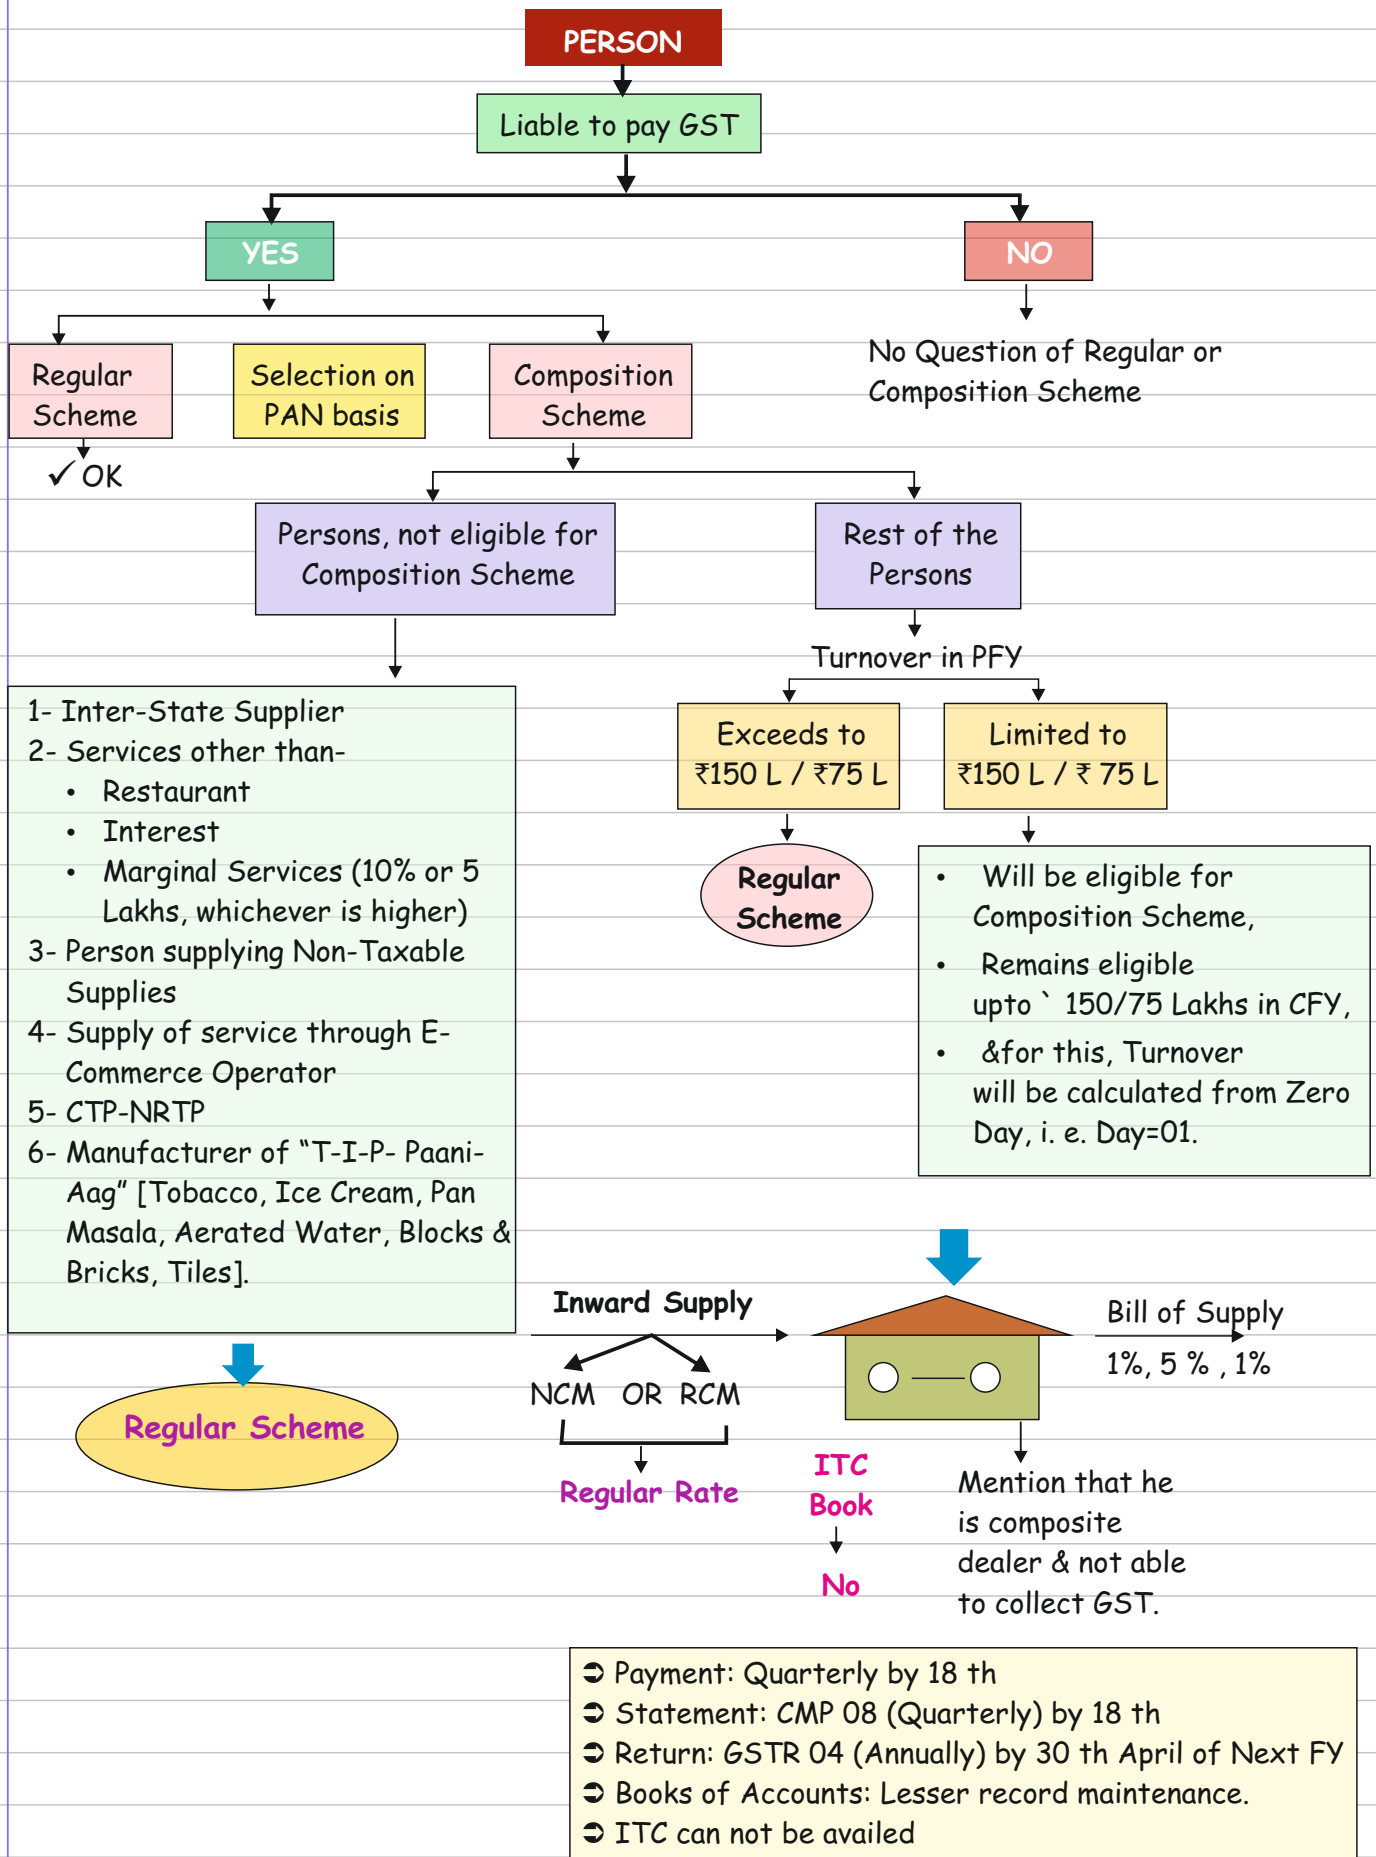 PERSON
Liable to pay GST
YES
NO
Regular
Scheme
Selection on
PAN basis
Composition
Scheme
No Question of Regular or
Composition Scheme
✓ OK
Persons, not eligible for
Composition Scheme
Rest of the
Persons
Turnover in PFY
Exceeds to
₹150 L / ₹75 L
Limited to
₹150 L / ₹ 75 L
1- Inter-State Supplier
2- Services other than-
• Restaurant
• Interest
• Marginal Services (10% or 5
Lakhs, whichever is higher)
3- Person supplying Non-Taxable
Supplies
4- Supply of service through E-
Commerce Operator
5- CTP-NRTP
6- Manufacturer of “T-I-P- Paani-
Aag” [Tobacco, Ice Cream, Pan
Masala, Aerated Water, Blocks &
Bricks, Tiles].
Regular Scheme
Regular
Scheme
• Will be eligible for
Composition Scheme,
• Remains eligible
upto ` 150/75 Lakhs in CFY,
• &for this, Turnover
will be calculated from Zero
Day, i. e. Day=01.
Inward Supply
NCM OR RCM
Regular Rate
Bill of Supply
1%, 5 % , 1%
ITC
Book
No
Mention that he
is composite
dealer & not able
to collect GST.
➲ Payment: Quarterly by 18 th
➲ Statement: CMP 08 (Quarterly) by 18 th
➲ Return: GSTR 04 (Annually) by 30 th April of Next FY
➲ Books of Accounts: Lesser record maintenance.
➲ ITC can not be availed